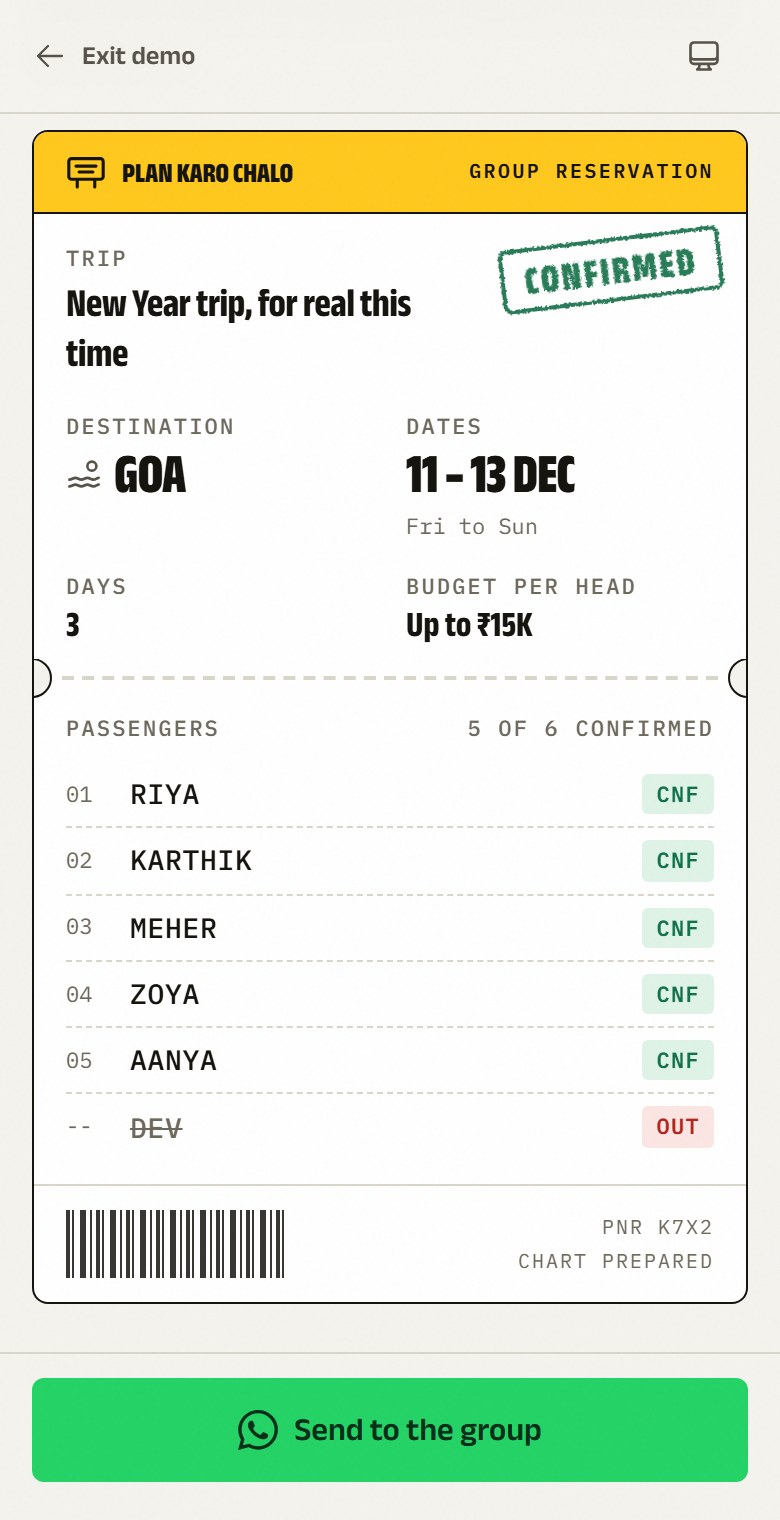 Exit demo
PLAN KARO CHALO
GROUP RESERVATION
TRIP
CONFIRMED
New Year trip, for real this
time
DESTINATION
DATES
GOA
11 – 13 DEC
Fri to Sun
DAYS
BUDGET PER HEAD
3
Up to ₹15K
PASSENGERS
5 OF 6 CONFIRMED
01 RIYA CNF
02 KARTHIK CNF
03 MEHER CNF
04 ZOYA CNF
05 AANYA CNF
-- DEV OUT
PNR K7X2
CHART PREPARED
Send to the group